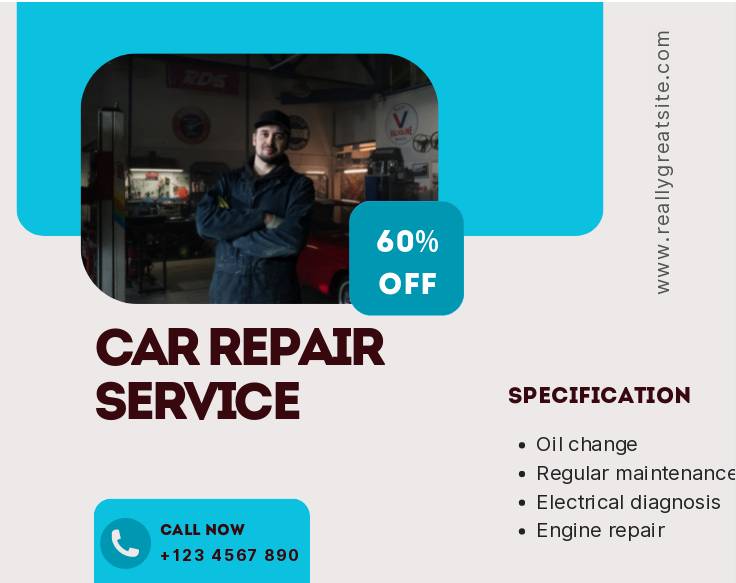 www.reallygreatsite.com
RDS
60%
OFF
CAR REPAIR
SERVICE
SPECIFICATION
Oil change
Regular maintenance
Electrical diagnosis
Engine repair
CALL NOW
+123 4567 890